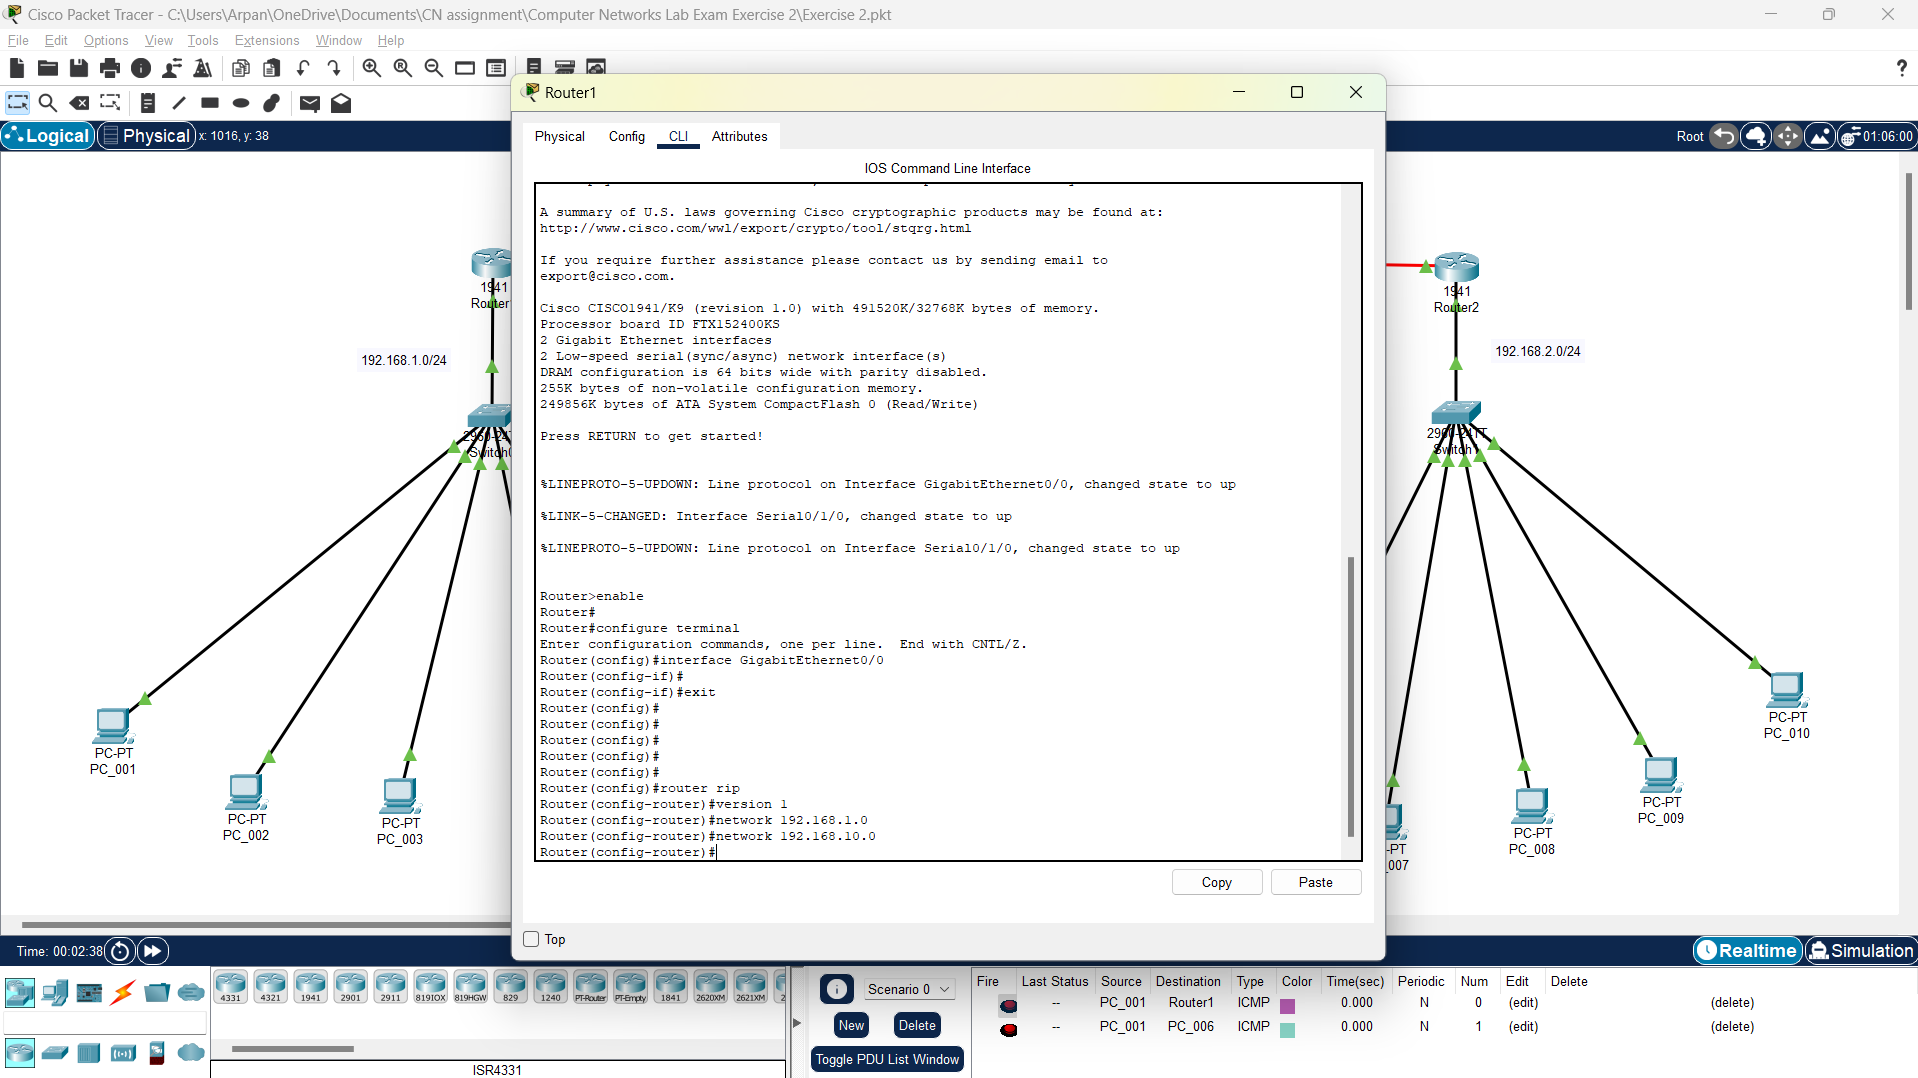 Cisco Packet Tracer - C:\Users\Arpan\OneDrive\Documents\CN assignment\Computer Networks Lab Exam Exercise 2\Exercise 2.pkt
File Edit Options View Tools Extensions Window Help
Logical Physical x: 1016, y: 38
Root 01:06:00
Router1
Physical Config CLI Attributes
IOS Command Line Interface
A summary of U.S. laws governing Cisco cryptographic products may be found at:
http://www.cisco.com/wwl/export/crypto/tool/stqrg.html
If you require further assistance please contact us by sending email to
export@cisco.com.
Cisco CISCO1941/K9 (revision 1.0) with 491520K/32768K bytes of memory.
Processor board ID FTX152400KS
2 Gigabit Ethernet interfaces
2 Low-speed serial(sync/async) network interface(s)
DRAM configuration is 64 bits wide with parity disabled.
255K bytes of non-volatile configuration memory.
249856K bytes of ATA System CompactFlash 0 (Read/Write)
Press RETURN to get started!
%LINEPROTO-5-UPDOWN: Line protocol on Interface GigabitEthernet0/0, changed state to up
%LINK-5-CHANGED: Interface Serial0/1/0, changed state to up
%LINEPROTO-5-UPDOWN: Line protocol on Interface Serial0/1/0, changed state to up
Router>enable
Router#
Router#configure terminal
Enter configuration commands, one per line.  End with CNTL/Z.
Router(config)#interface GigabitEthernet0/0
Router(config-if)#
Router(config-if)#exit
Router(config)#
Router(config)#
Router(config)#
Router(config)#
Router(config)#
Router(config)#router rip
Router(config-router)#version 1
Router(config-router)#network 192.168.1.0
Router(config-router)#network 192.168.10.0
Router(config-router)#
Copy Paste
Top
1941
Router
192.168.1.0/24
2960-24T
Switch
PC-PT
PC_001
PC-PT
PC_002
PC-PT
PC_003
1941
Router2
192.168.2.0/24
2960-24TT
Switch1
-PT
007
PC-PT
PC_008
PC-PT
PC_009
PC-PT
PC_010
Time: 00:02:38
Realtime Simulation
4331 4321 1941 2901 2911 819IOX 819HGW 829 1240 PT-Router PT-Empty 1841 2620XM 2621XM 2
ISR4331
Scenario 0
New Delete
Toggle PDU List Window
Fire Last Status Source Destination Type Color Time(sec) Periodic Num Edit Delete
-- PC_001 Router1 ICMP 0.000 N 0 (edit) (delete)
-- PC_001 PC_006 ICMP 0.000 N 1 (edit) (delete)